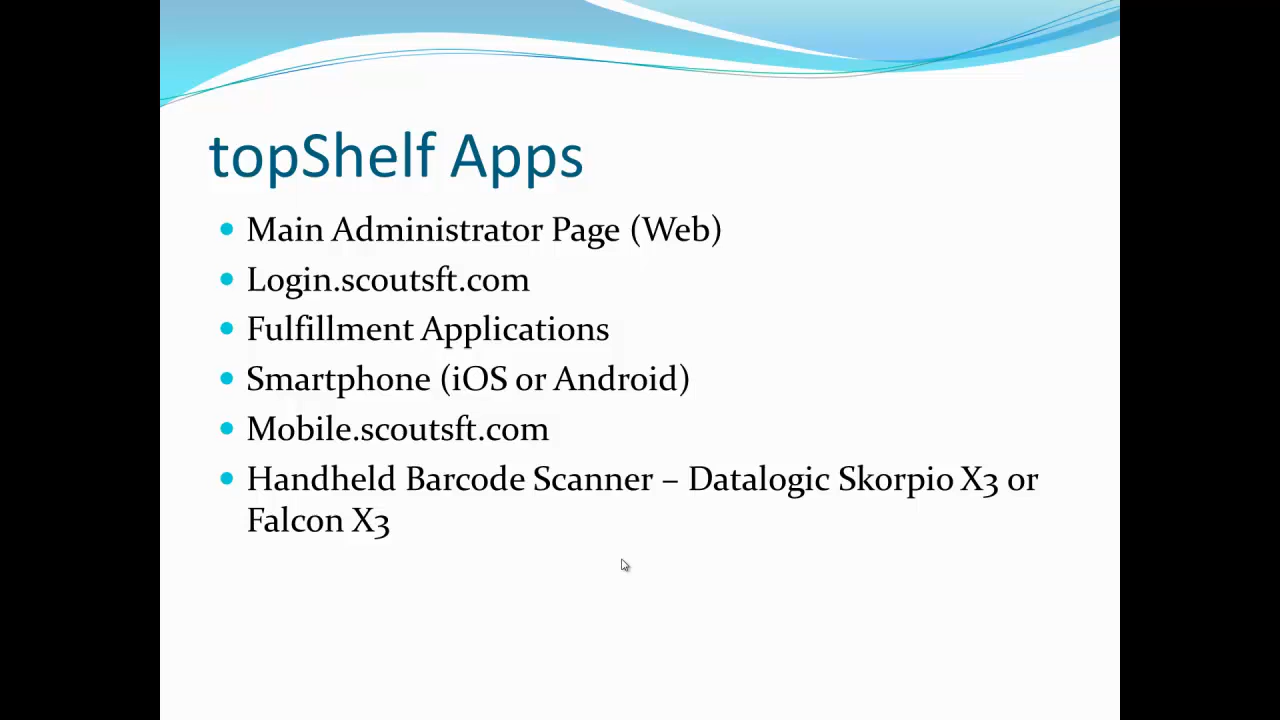 topShelf Apps
Main Administrator Page (Web)
Login.scoutsft.com
Fulfillment Applications
Smartphone (iOS or Android)
Mobile.scoutsft.com
Handheld Barcode Scanner – Datalogic Skorpio X3 or
Falcon X3